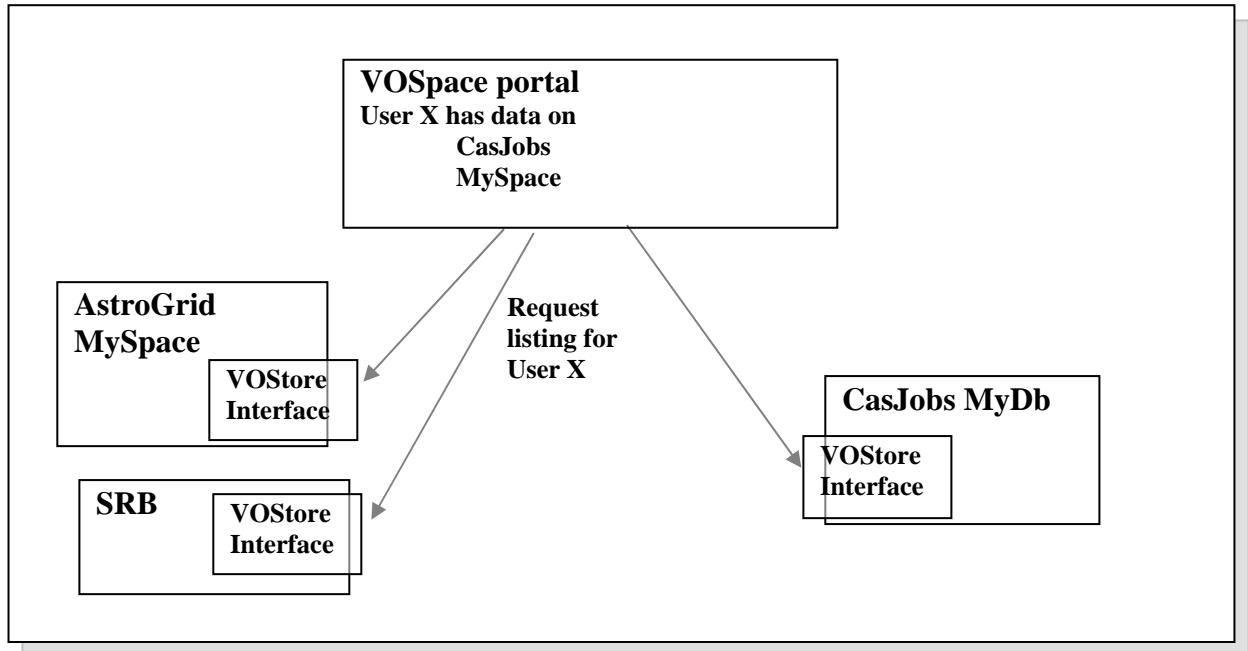 VOSpace portal
User X has data on
CasJobs
MySpace
AstroGrid
MySpace
VOStore
Interface
Request
listing for
User X
CasJobs MyDb
VOStore
Interface
SRB
VOStore
Interface